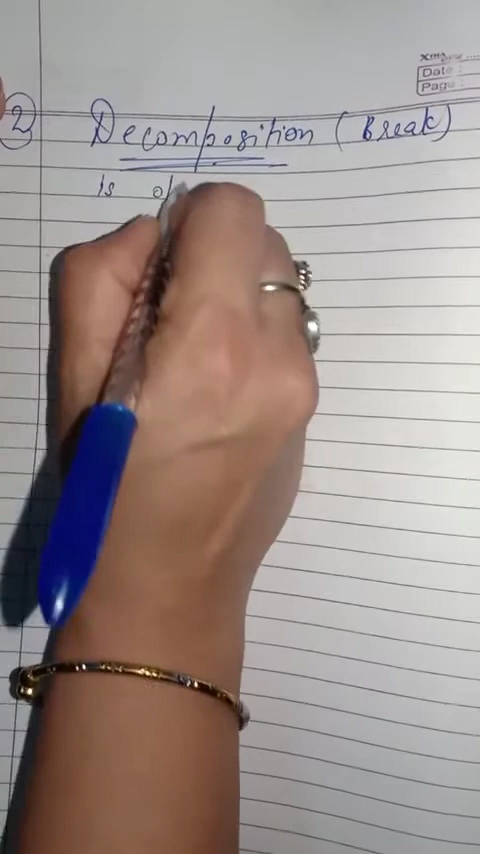 Date :
Page :
2 Decomposition ( Break)
is